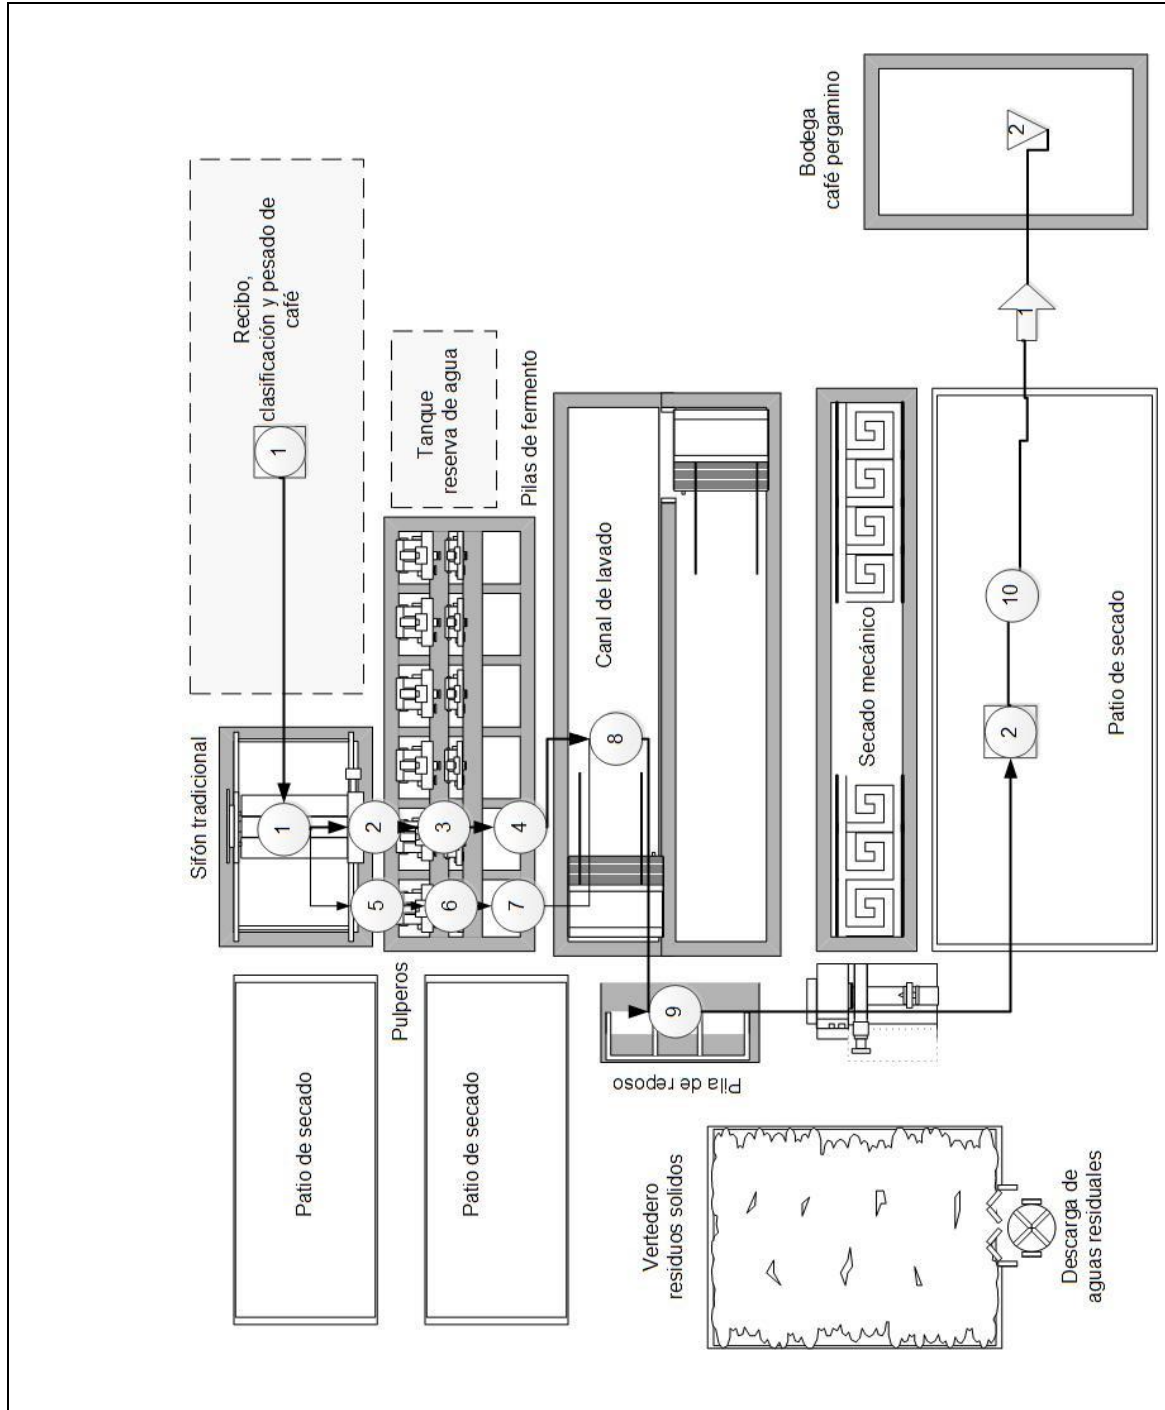 Sifón tradicional
Recibo,
clasificación y pesado de
café
1
1
Patio de secado
5
2
Pulperos
Tanque
reserva de agua
6
3
Patio de secado
7
4
Pilas de fermento
Canal de lavado
8
Pila de reposo
9
Vertedero
residuos solidos
Bodega
café pergamino
Secado mecánico
2
10
1
2
Patio de secado
Descarga de
aguas residuales